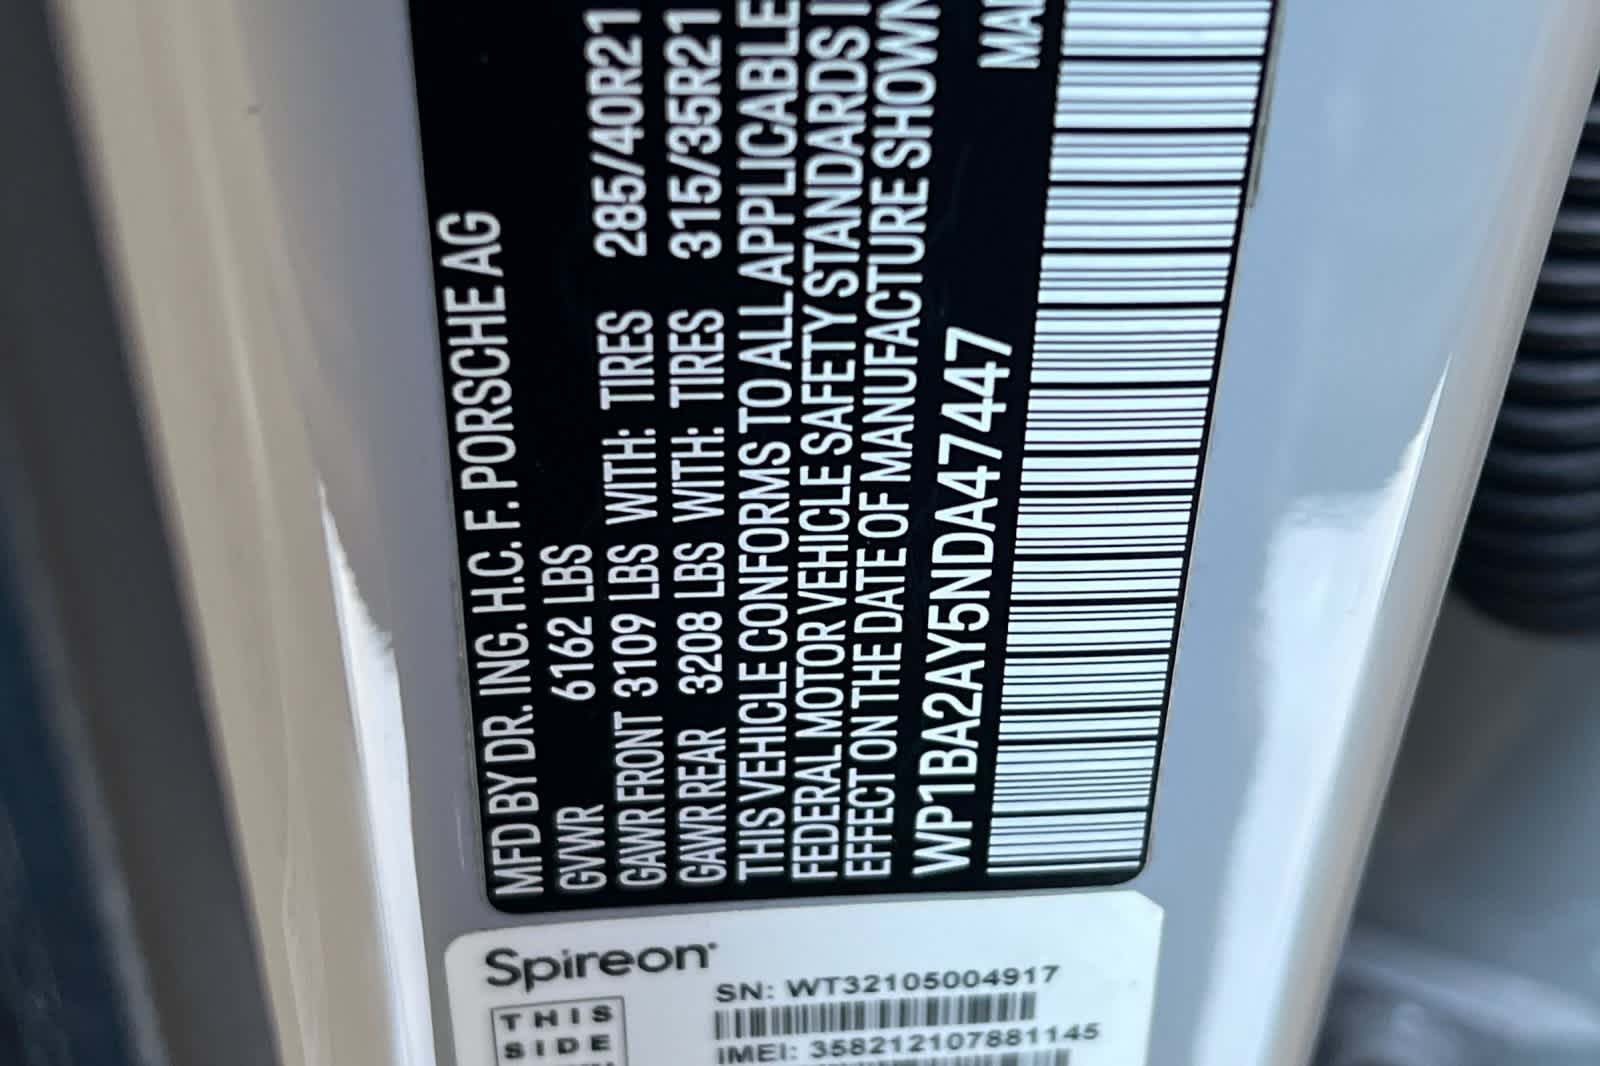 MFD BY DR. ING. H.C. F. PORSCHE AG
GVWR 6162 LBS
GAWR FRONT 3109 LBS WITH: TIRES 285/40R21
GAWR REAR 3208 LBS WITH: TIRES 315/35R21
THIS VEHICLE CONFORMS TO ALL APPLICABLE
FEDERAL MOTOR VEHICLE SAFETY STANDARDS I
EFFECT ON THE DATE OF MANUFACTURE SHOWN
WP1BA2AY5NDA47447
Spireon
THIS
SIDE
SN: WT32105004917
IMEI: 358212107881145